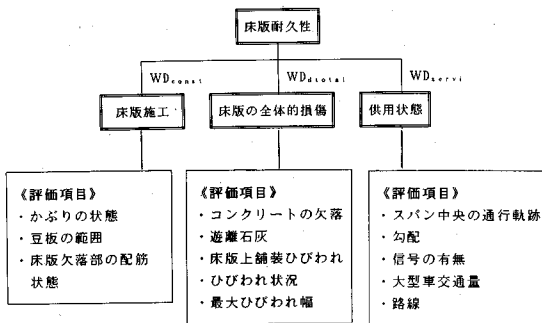 床版耐久性
WDconst
WDdtotal
WDservi
床版施工
床版の全体的損傷
供用状態
《評価項目》
・かぶりの状態
・豆板の範囲
・床版欠落部の配筋
状態
《評価項目》
・コンクリートの欠落
・遊離石灰
・床版上舗装ひびわれ
・ひびわれ状況
・最大ひびわれ幅
《評価項目》
・スパン中央の通行軌跡
・勾配
・信号の有無
・大型車交通量
・路線